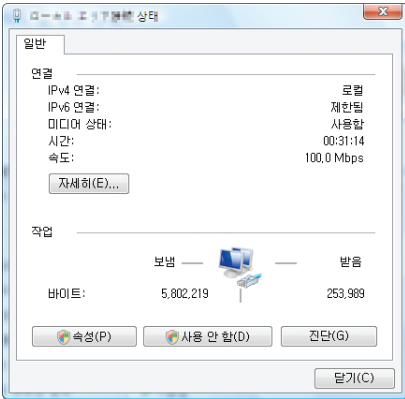 상태
일반
연결
IPv4 연결: 로컬
IPv6 연결: 제한됨
미디어 상태: 사용함
시간: 00:31:14
속도: 100.0 Mbps
자세히(E)...
작업
보냄 받음
바이트: 5,802,219 253,989
속성(P) 사용 안 함(D) 진단(G)
닫기(C)